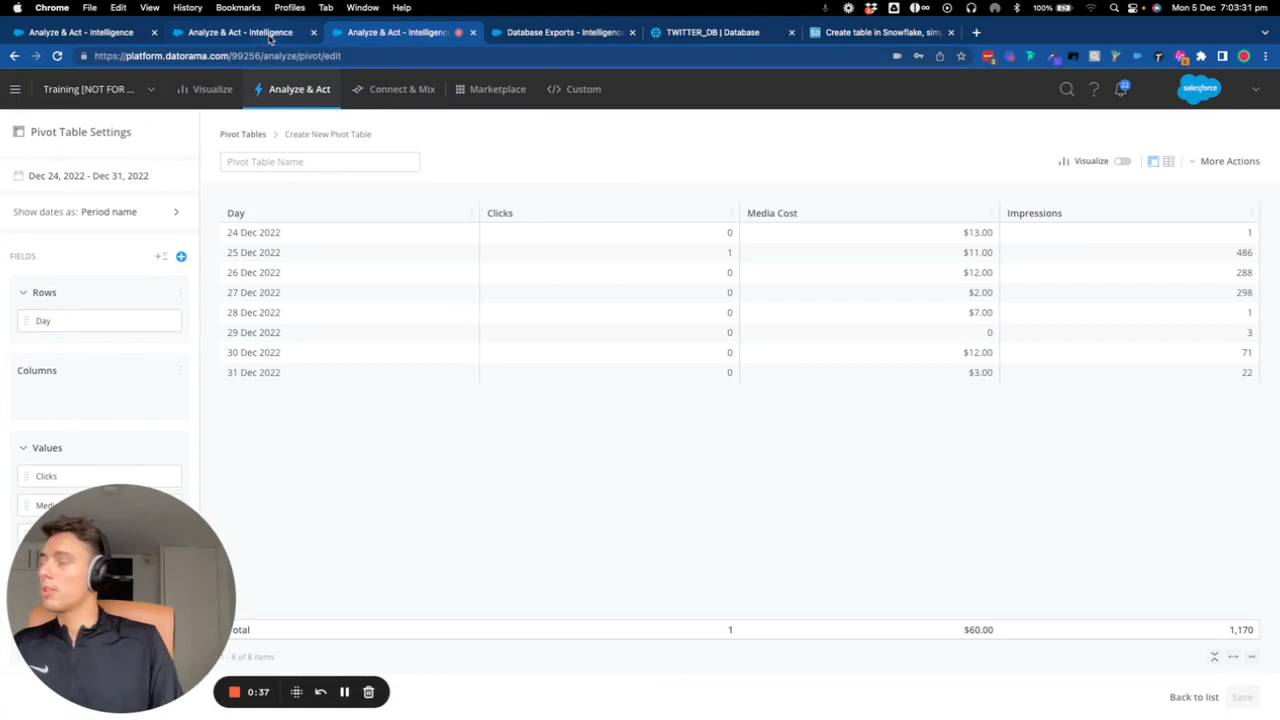 Chrome File Edit View History Bookmarks Profiles Tab Window Help 100% Mon 5 Dec 7:03:31 pm
Analyze & Act - Intelligence
Analyze & Act - Intelligence
Analyze & Act - Intelligenc
Database Exports - Intelligenc
TWITTER_DB | Database
Create table in Snowflake, sim
https://platform.datorama.com/99256/analyze/pivot/edit
Training [NOT FOR ... Visualize Analyze & Act Connect & Mix Marketplace Custom 22 salesforce
Pivot Table Settings
Pivot Tables > Create New Pivot Table
Pivot Table Name
Visualize More Actions
Dec 24, 2022 - Dec 31, 2022
Show dates as: Period name
FIELDS
Rows
Day
Columns
Values
Clicks
Day Clicks Media Cost Impressions
24 Dec 2022 0 $13.00 1
25 Dec 2022 1 $11.00 486
26 Dec 2022 0 $12.00 288
27 Dec 2022 0 $2.00 298
28 Dec 2022 0 $7.00 1
29 Dec 2022 0 0 3
30 Dec 2022 0 $12.00 71
31 Dec 2022 0 $3.00 22
otal 1 $60.00 1,170
- 8 of 8 items
0:37
Back to list Save